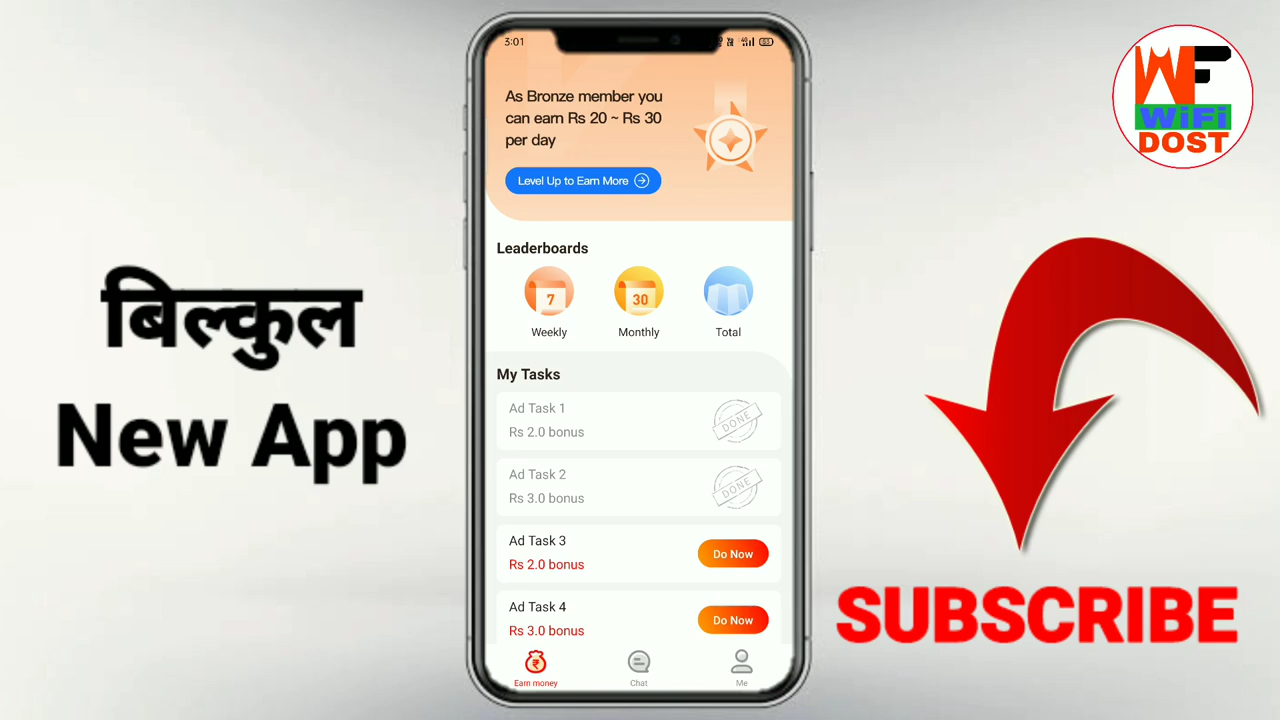 बिल्कुल
New App
3:01
As Bronze member you
can earn Rs 20 ~ Rs 30
per day
Level Up to Earn More
Leaderboards
7
30
Weekly
Monthly
Total
My Tasks
Ad Task 1
Rs 2.0 bonus
DONE
Ad Task 2
Rs 3.0 bonus
DONE
Ad Task 3
Rs 2.0 bonus
Do Now
Ad Task 4
Rs 3.0 bonus
Do Now
₹
Earn money
Chat
Me
WF
WiFi
DOST
SUBSCRIBE